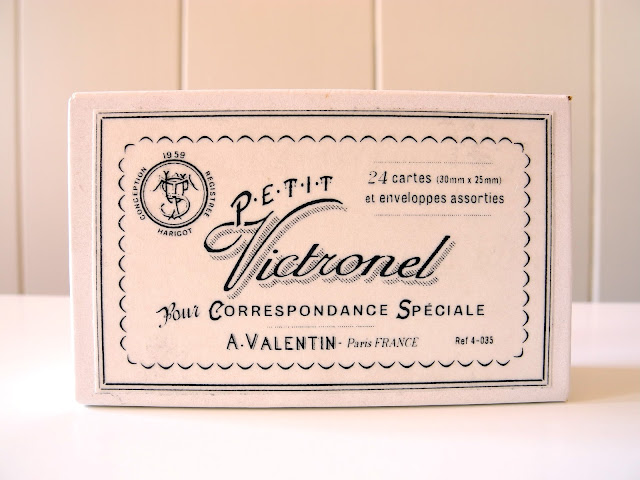 1959
CONCEPTION
REGISTREE
HARIGOT
P·E·T·I·T
Victronel
24 cartes (30mm x 25mm)
et enveloppes assorties
Pour CORRESPONDANCE SPÉCIALE
A·VALENTIN - Paris FRANCE
Ref 4-035